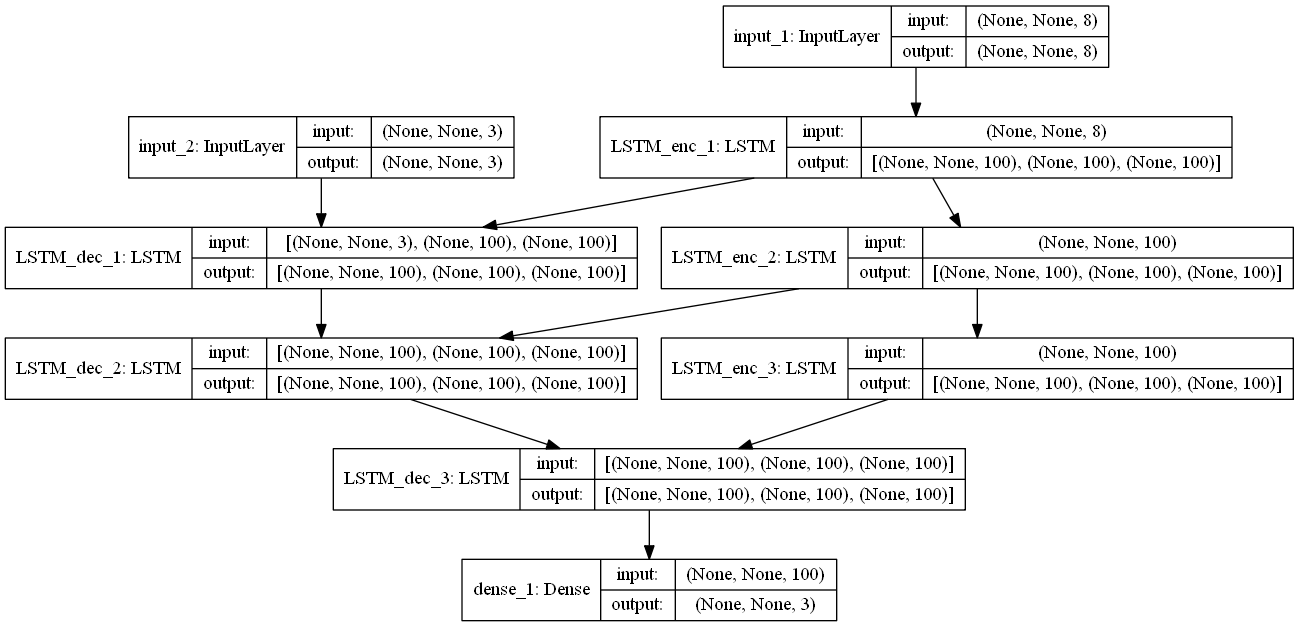 input_1: InputLayer
input: (None, None, 8)
output: (None, None, 8)
input_2: InputLayer
input: (None, None, 3)
output: (None, None, 3)
LSTM_enc_1: LSTM
input: (None, None, 8)
output: [(None, None, 100), (None, 100), (None, 100)]
LSTM_dec_1: LSTM
input: [(None, None, 3), (None, 100), (None, 100)]
output: [(None, None, 100), (None, 100), (None, 100)]
LSTM_enc_2: LSTM
input: (None, None, 100)
output: [(None, None, 100), (None, 100), (None, 100)]
LSTM_dec_2: LSTM
input: [(None, None, 100), (None, 100), (None, 100)]
output: [(None, None, 100), (None, 100), (None, 100)]
LSTM_enc_3: LSTM
input: (None, None, 100)
output: [(None, None, 100), (None, 100), (None, 100)]
LSTM_dec_3: LSTM
input: [(None, None, 100), (None, 100), (None, 100)]
output: [(None, None, 100), (None, 100), (None, 100)]
dense_1: Dense
input: (None, None, 100)
output: (None, None, 3)